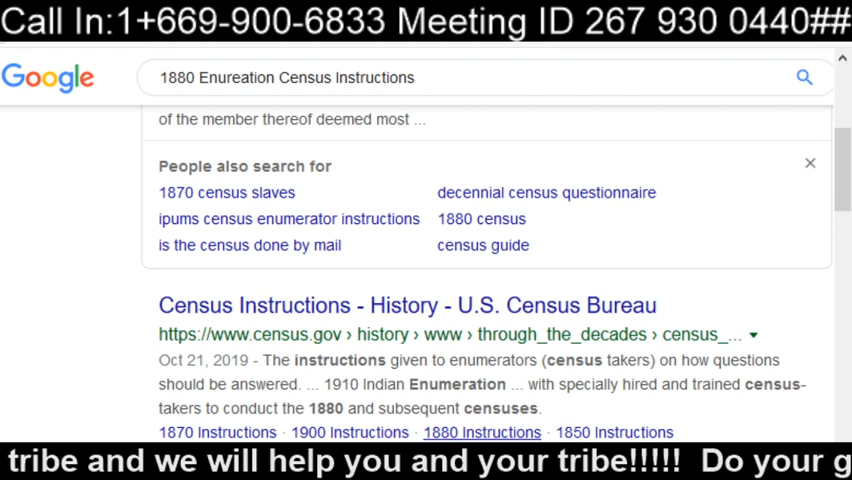 Call In:1+669-900-6833 Meeting ID 267 930 0440##
Google
1880 Enureation Census Instructions
of the member thereof deemed most ...
People also search for
1870 census slaves
decennial census questionnaire
ipums census enumerator instructions
1880 census
is the census done by mail
census guide
Census Instructions - History - U.S. Census Bureau
https://www.census.gov › history › www › through_the_decades › census_...
Oct 21, 2019 - The instructions given to enumerators (census takers) on how questions
should be answered. ... 1910 Indian Enumeration ... with specially hired and trained census-
takers to conduct the 1880 and subsequent censuses.
1870 Instructions · 1900 Instructions · 1880 Instructions · 1850 Instructions
tribe and we will help you and your tribe!!!!! Do your g